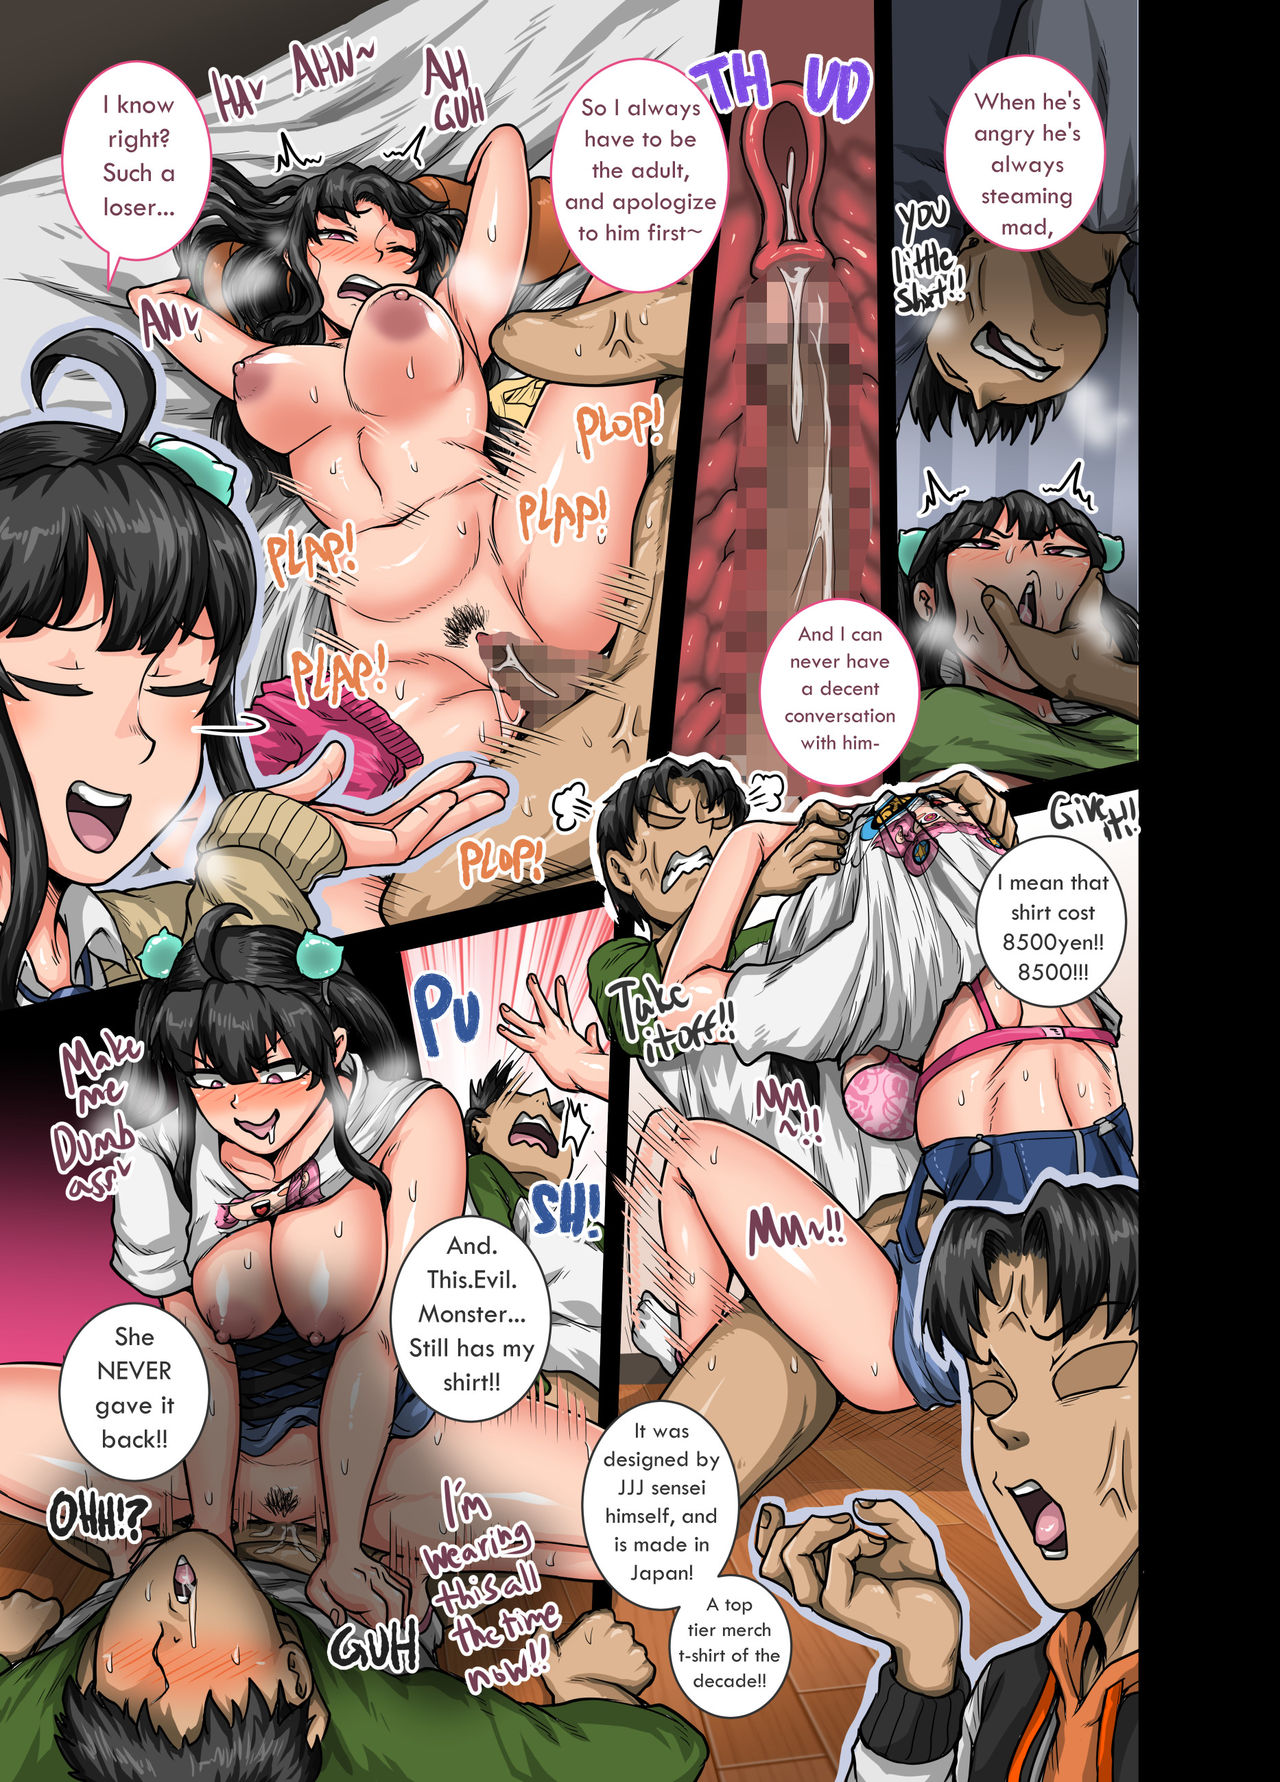 When he's
angry he's
always
steaming
mad,
YOU
little
shxt'!!
TH UD
And I can
never have
a decent
conversation
with him-
So I always
have to be
the adult,
and apologize
to him first~
AH
GUH
AHN~
HA
I know
right?
Such a
loser...
AN
PLOP!
PLAP!
PLAP!
PLAP!
PLOP!
Give
it!!
I mean that
shirt cost
8500yen!!
8500!!!
Take
it off!!
MM
~!!
MM~!!
It was
designed by
JJJ sensei
himself, and
is made in
Japan!
A top
tier merch
t-shirt of the
decade!!
PU
SH!
And.
This.Evil.
Monster...
Still has my
shirt!!
Make
me
DUMB
ass
She
NEVER
gave it
back!!
OHH!?
GUH
I'm
wearing
this all
the time
now!!